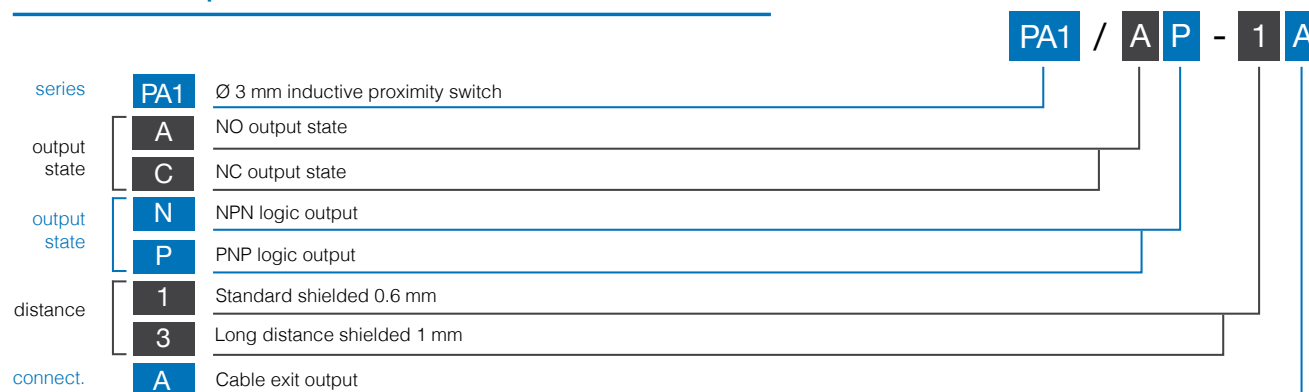 PA1 / A P - 1 A
series PA1 Ø 3 mm inductive proximity switch
output state
A NO output state
C NC output state
output state
N NPN logic output
P PNP logic output
distance
1 Standard shielded 0.6 mm
3 Long distance shielded 1 mm
connect. A Cable exit output